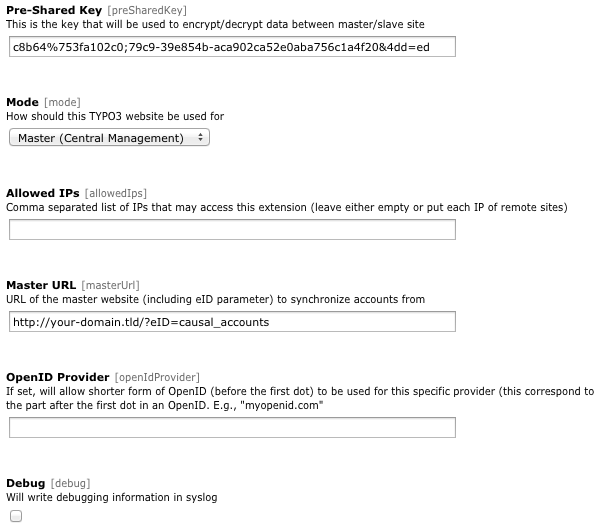 Pre-Shared Key [preSharedKey]
This is the key that will be used to encrypt/decrypt data between master/slave site
c8b64%753fa102c0;79c9-39e854b-aca902ca52e0aba756c1a4f20&4dd=ed
Mode [mode]
How should this TYPO3 website be used for
Master (Central Management)
Allowed IPs [allowedIps]
Comma separated list of IPs that may access this extension (leave either empty or put each IP of remote sites)
Master URL [masterUrl]
URL of the master website (including eID parameter) to synchronize accounts from
http://your-domain.tld/?eID=causal_accounts
OpenID Provider [openIdProvider]
If set, will allow shorter form of OpenID (before the first dot) to be used for this specific provider (this correspond to
the part after the first dot in an OpenID. E.g., "myopenid.com"
Debug [debug]
Will write debugging information in syslog